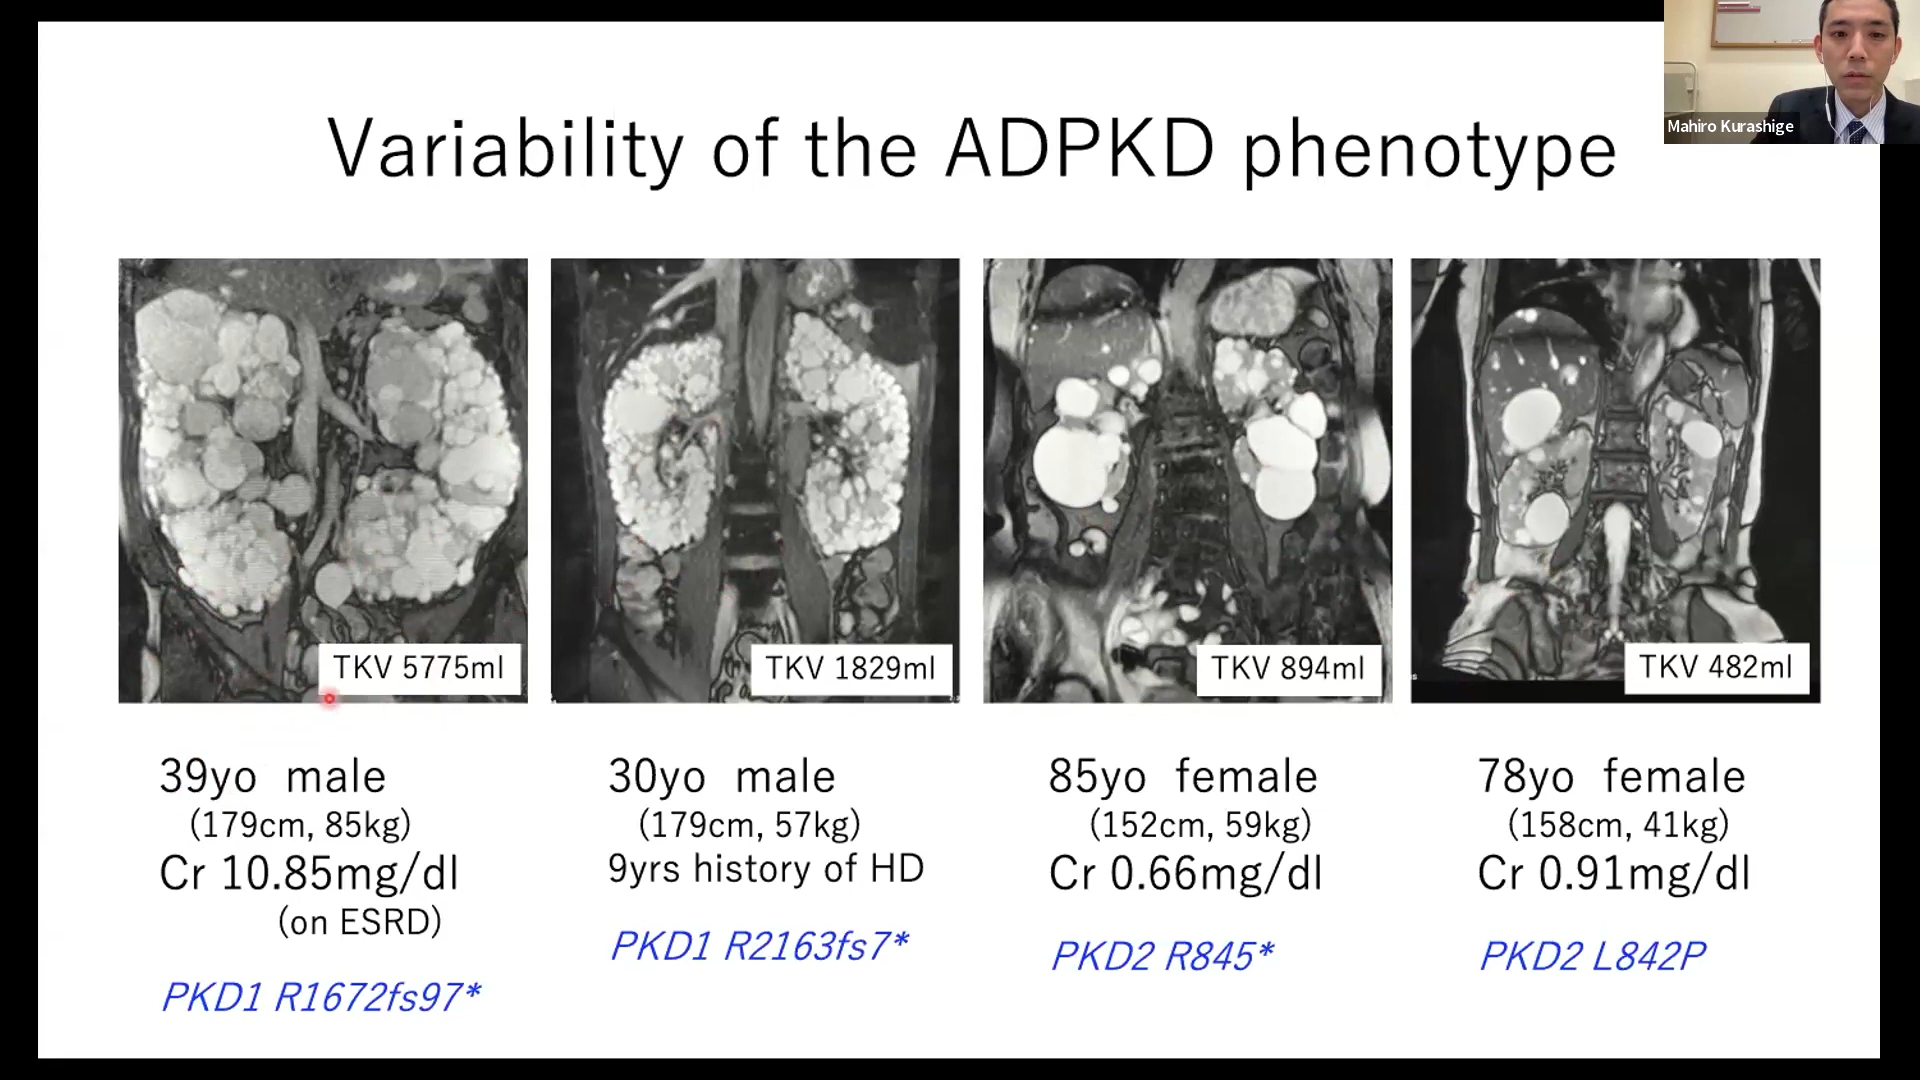 Mahiro Kurashige
Variability of the ADPKD phenotype
TKV 5775ml
TKV 1829ml
TKV 894ml
TKV 482ml
39yo male
(179cm, 85kg)
Cr 10.85mg/dl
(on ESRD)
PKD1 R1672fs97*
30yo male
(179cm, 57kg)
9yrs history of HD
PKD1 R2163fs7*
85yo female
(152cm, 59kg)
Cr 0.66mg/dl
PKD2 R845*
78yo female
(158cm, 41kg)
Cr 0.91mg/dl
PKD2 L842P